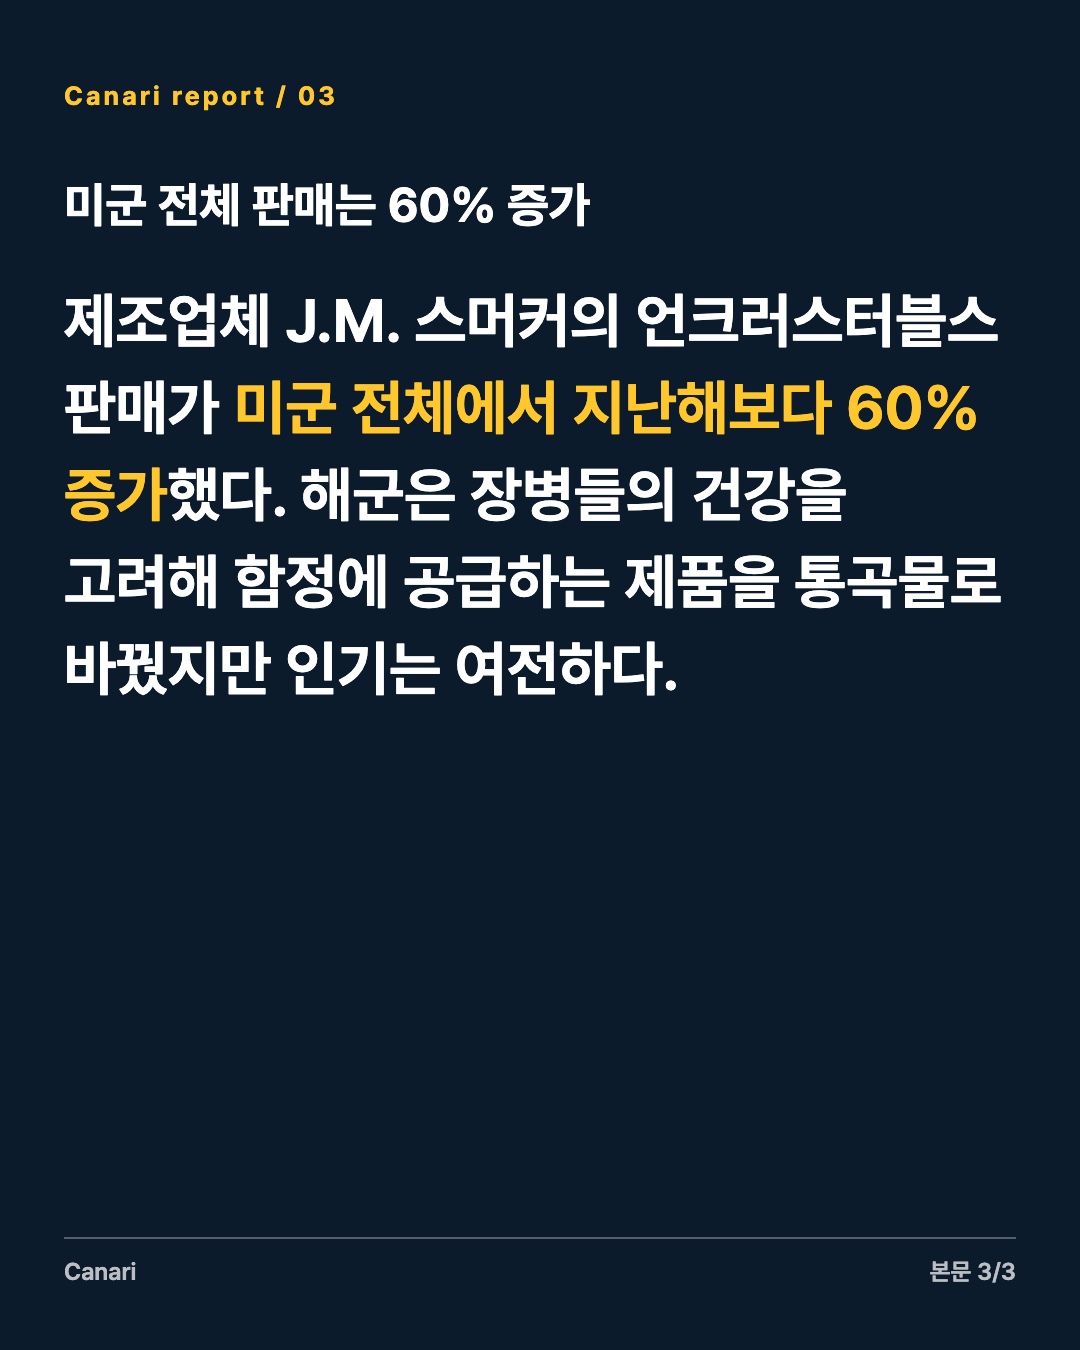 Canari report / 03
미군 전체 판매는 60% 증가
제조업체 J.M. 스머커의 언크러스터블스
판매가 미군 전체에서 지난해보다 60%
증가했다. 해군은 장병들의 건강을
고려해 함정에 공급하는 제품을 통곡물로
바꿨지만 인기는 여전하다.
Canari
본문 3/3